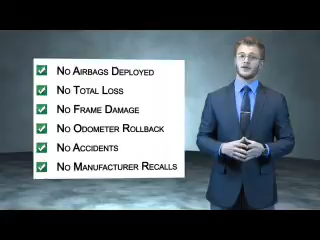 No Airbags Deployed
No Total Loss
No Frame Damage
No Odometer Rollback
No Accidents
No Manufacturer Recalls